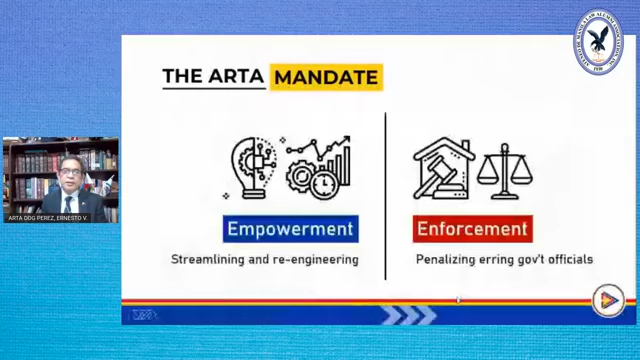 THE ARTA MANDATE
Empowerment
Streamlining and re-engineering
Enforcement
Penalizing erring gov't officials
ARTA DDG PEREZ, ERNESTO V.